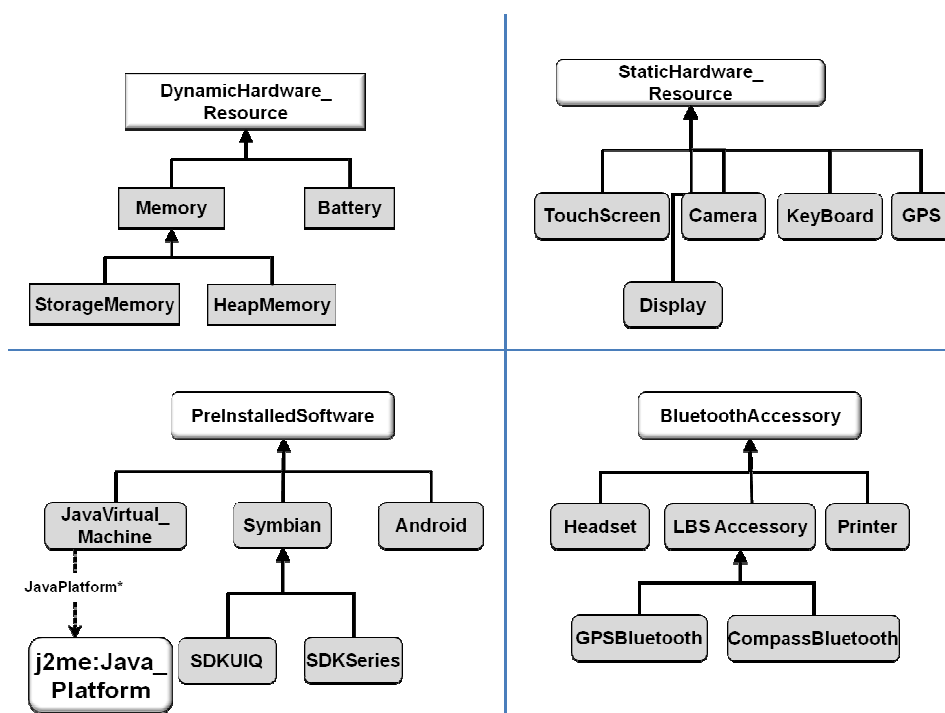 DynamicHardware_
Resource
Memory
Battery
StorageMemory
HeapMemory
StaticHardware_
Resource
TouchScreen
Camera
KeyBoard
GPS
Display
PreInstalledSoftware
JavaVirtual_
Machine
Symbian
Android
JavaPlatform*
j2me:Java_
Platform
SDKUIQ
SDKSeries
BluetoothAccessory
Headset
LBS Accessory
Printer
GPSBluetooth
CompassBluetooth